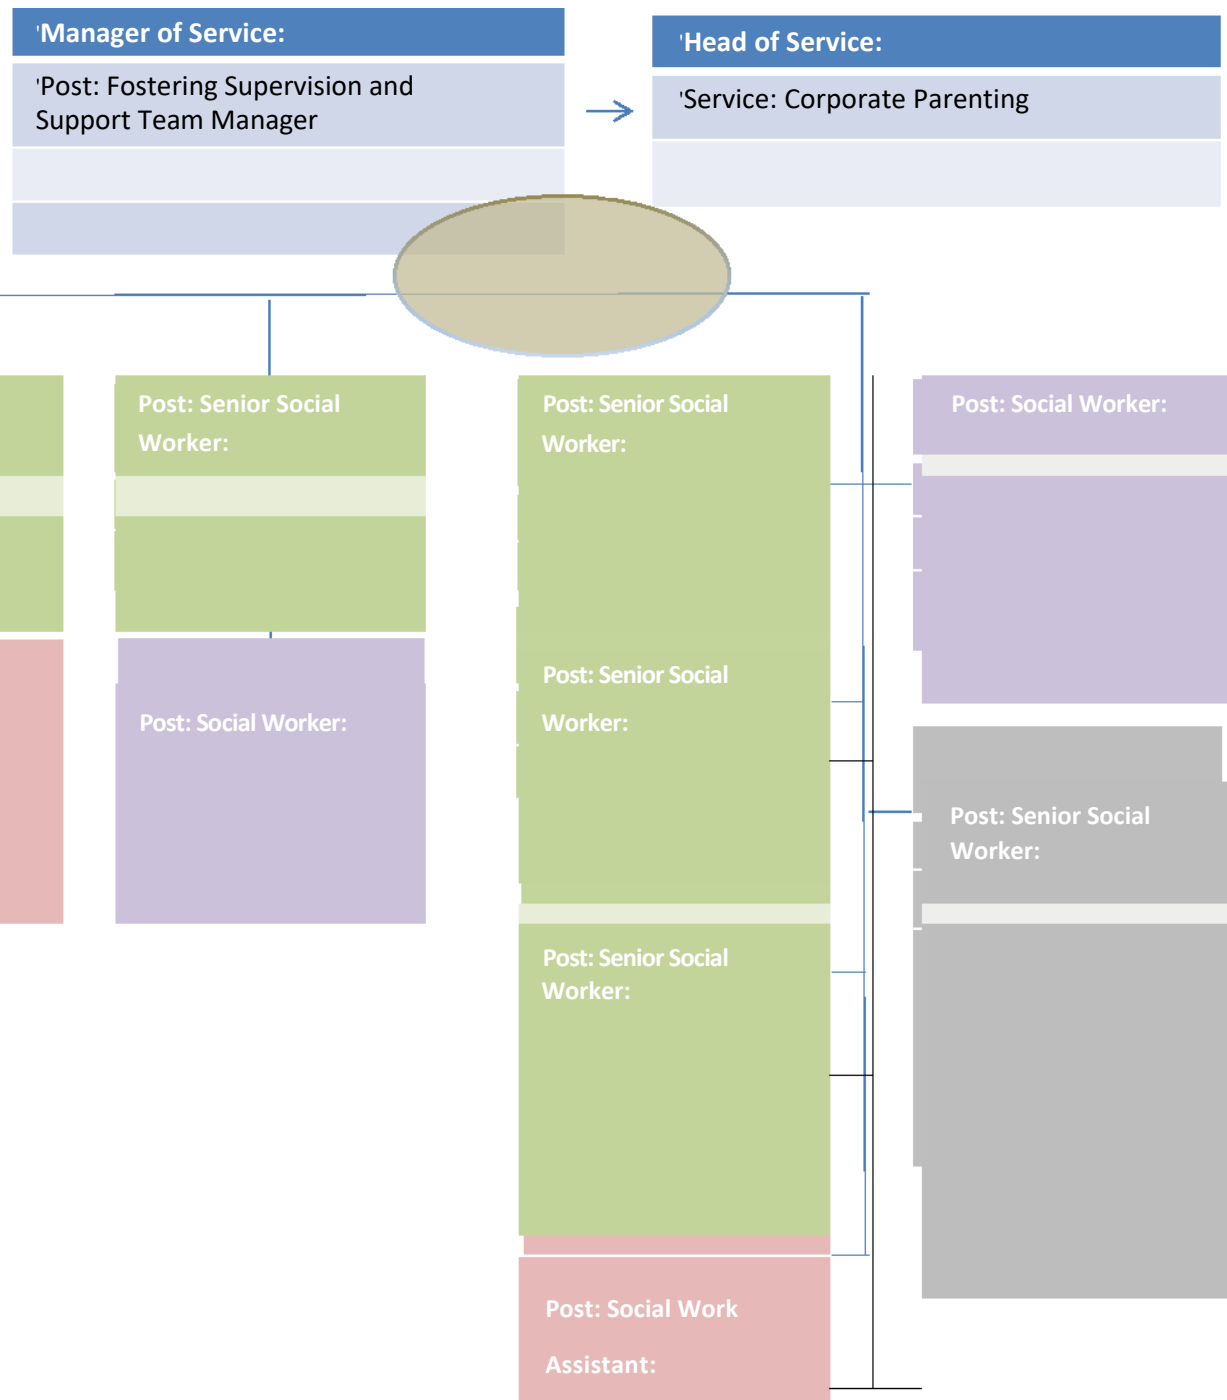 'Manager of Service:
'Post: Fostering Supervision and
Support Team Manager
'Head of Service:
'Service: Corporate Parenting
Post: Senior Social
Worker:
Post: Senior Social
Worker:
Post: Social Worker:
Post: Social Worker:
Post: Senior Social
Worker:
Post: Senior Social
Worker:
Post: Senior Social
Worker:
Post: Social Work
Assistant: